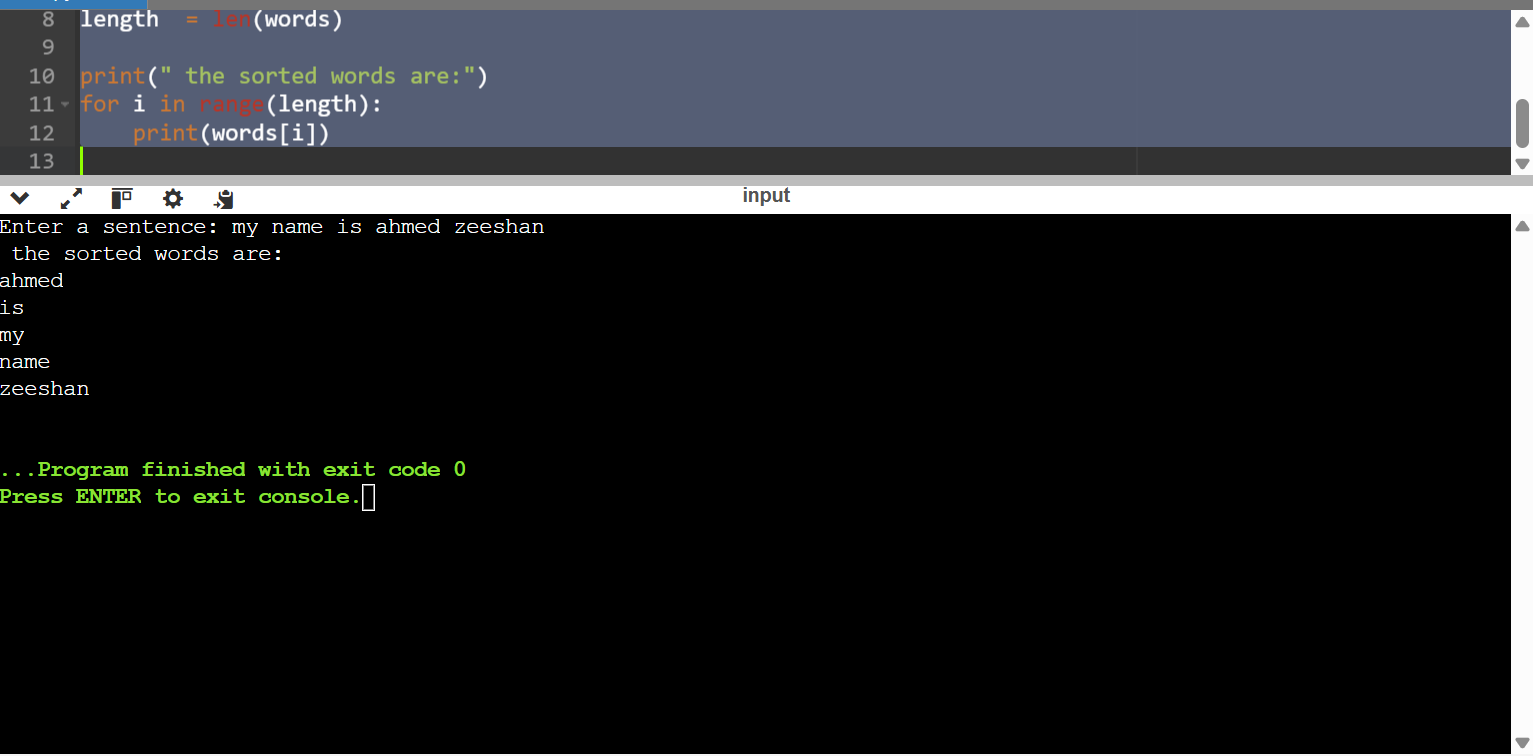 8 length  = len(words)
9
10 print(" the sorted words are:")
11 for i in range(length):
12     print(words[i])
13
input
Enter a sentence: my name is ahmed zeeshan
 the sorted words are:
ahmed
is
my
name
zeeshan
...Program finished with exit code 0
Press ENTER to exit console.